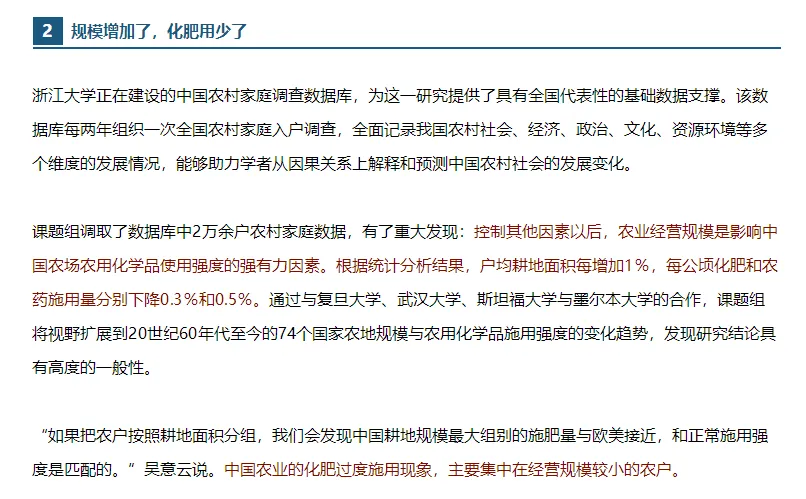 2 规模增加了，化肥用少了
浙江大学正在建设的中国农村家庭调查数据库，为这一研究提供了具有全国代表性的基础数据支撑。该数
据库每两年组织一次全国农村家庭入户调查，全面记录我国农村社会、经济、政治、文化、资源环境等多
个维度的发展情况，能够助力学者从因果关系上解释和预测中国农村社会的发展变化。
课题组调取了数据库中2万余户农村家庭数据，有了重大发现：控制其他因素以后，农业经营规模是影响中
国农场农用化学品使用强度的强有力因素。根据统计分析结果，户均耕地面积每增加1%，每公顷化肥和农
药施用量分别下降0.3%和0.5%。通过与复旦大学、武汉大学、斯坦福大学与墨尔本大学的合作，课题组
将视野扩展到20世纪60年代至今的74个国家农地规模与农用化学品施用强度的变化趋势，发现研究结论具
有高度的一般性。
“如果把农户按照耕地面积分组，我们会发现中国耕地规模最大组别的施肥量与欧美接近，和正常施用强
度是匹配的。”吴意云说。中国农业的化肥过度施用现象，主要集中在经营规模较小的农户。